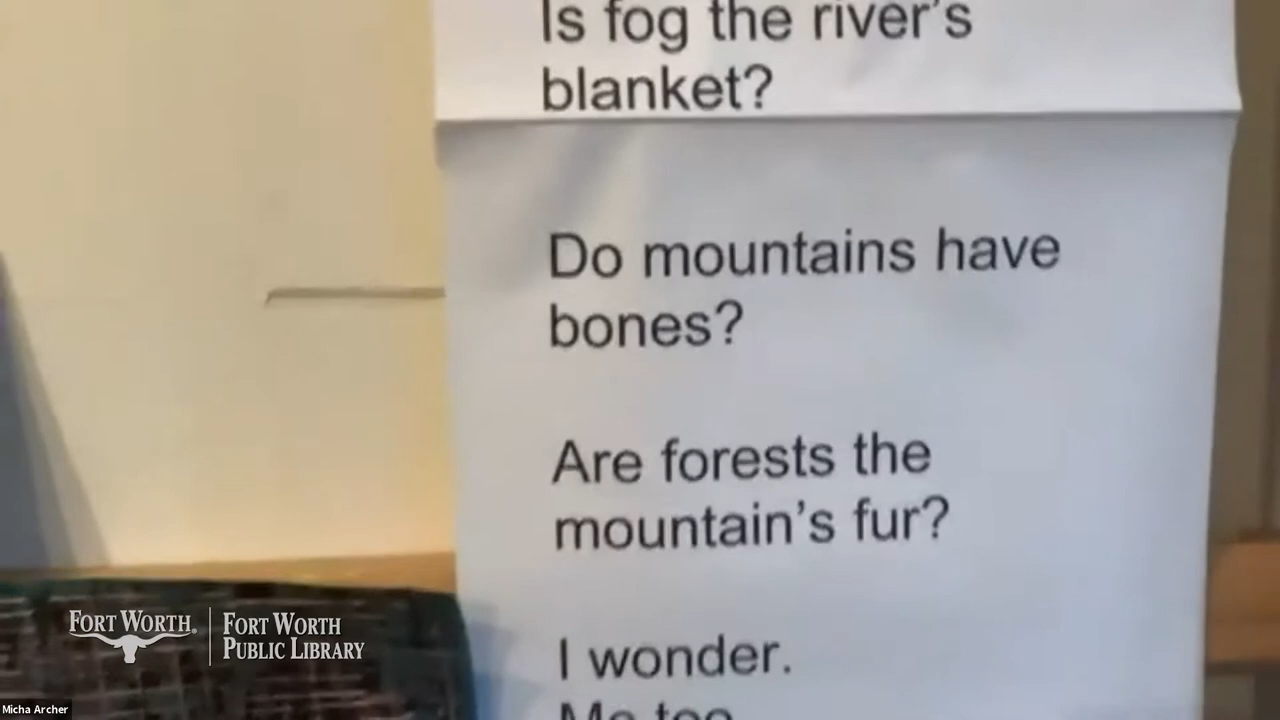 Is fog the river's
blanket?
Do mountains have
bones?
Are forests the
mountain's fur?
I wonder.
Me too.
FORT WORTH®
FORT WORTH
PUBLIC LIBRARY
Micha Archer